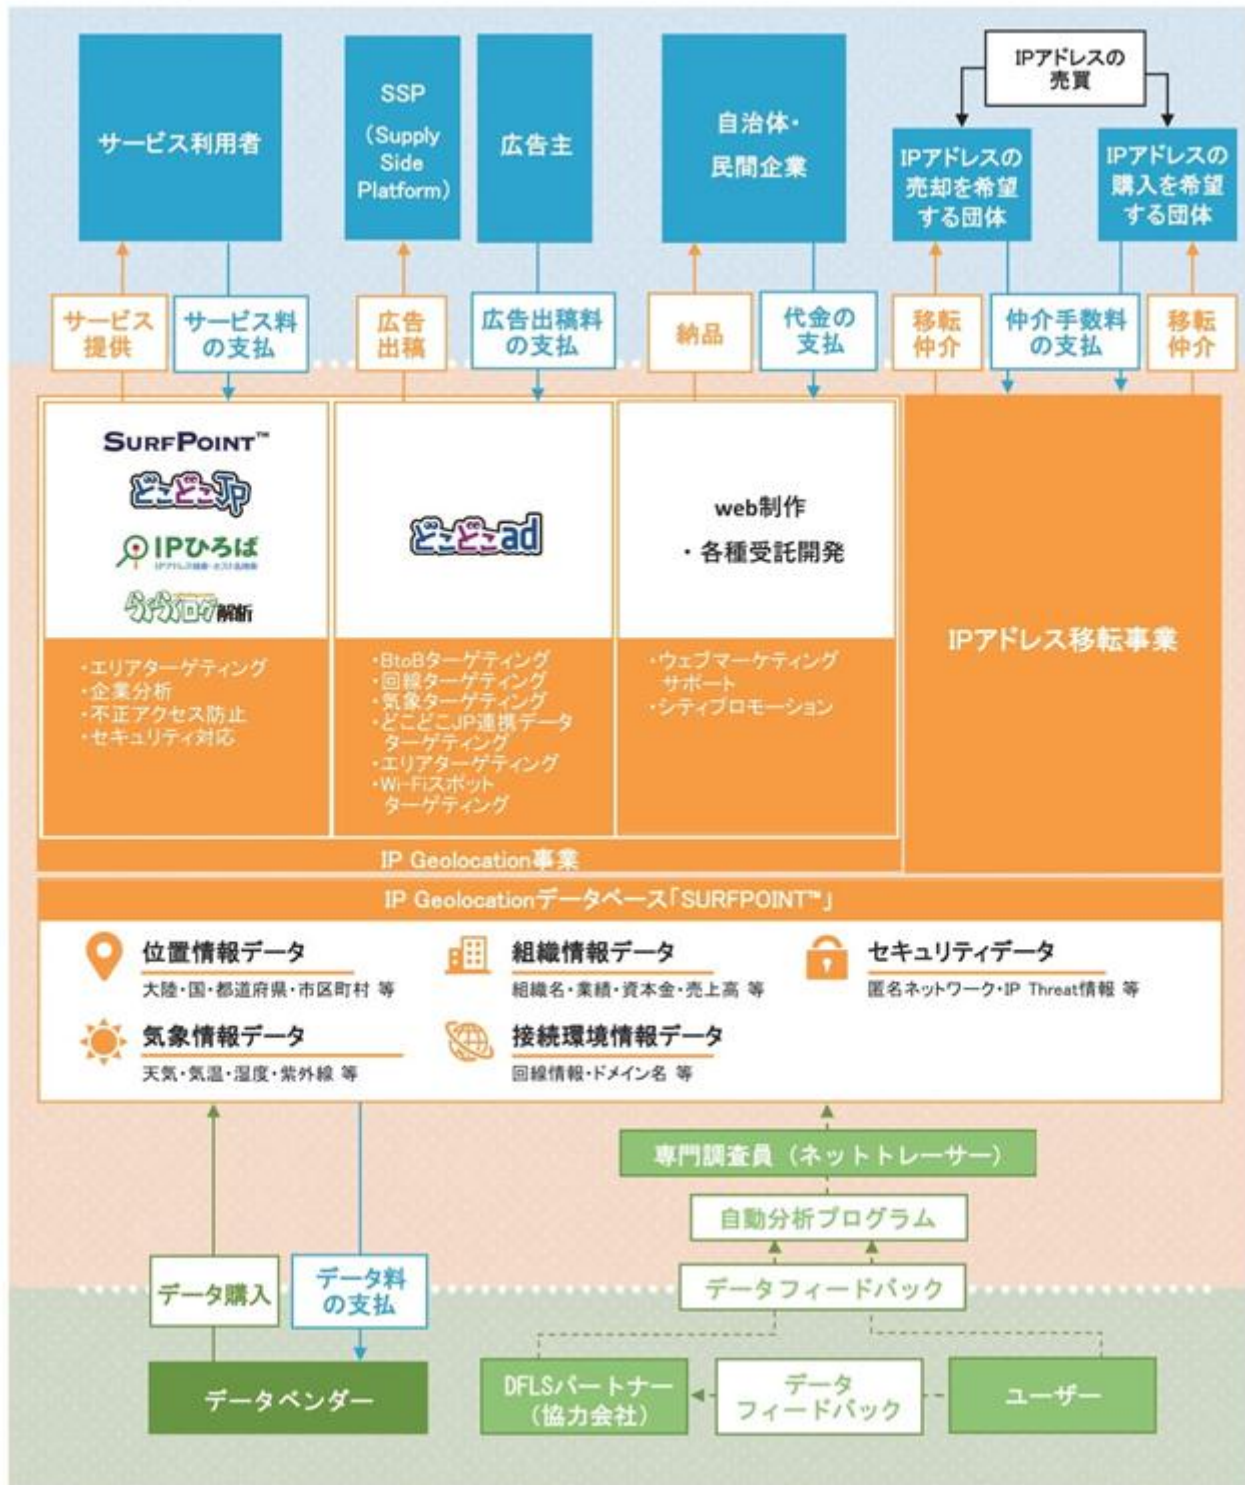 IPアドレスの
売買
サービス利用者
SSP
(Supply
Side
Platform)
広告主
自治体・
民間企業
IPアドレスの
売却を希望
する団体
IPアドレスの
購入を希望
する団体
サービス
提供
サービス料
の支払
広告
出稿
広告出稿料
の支払
納品
代金の
支払
移転
仲介
仲介手数料
の支払
移転
仲介
SURFPOINT™
どこどこJP
IPひろば
IPアドレス検索・ホスト名検索
らくらくログ解析
・エリアターゲティング
・企業分析
・不正アクセス防止
・セキュリティ対応
どこどこad
・BtoBターゲティング
・回線ターゲティング
・気象ターゲティング
・どこどこJP連携データ
ターゲティング
・エリアターゲティング
・Wi-Fiスポット
ターゲティング
web制作
・各種受託開発
・ウェブマーケティング
サポート
・シティプロモーション
IP Geolocation事業
IPアドレス移転事業
IP Geolocationデータベース「SURFPOINT™」
位置情報データ
大陸・国・都道府県・市区町村 等
組織情報データ
組織名・業績・資本金・売上高 等
セキュリティデータ
匿名ネットワーク・IP Threat情報 等
気象情報データ
天気・気温・湿度・紫外線 等
接続環境情報データ
回線情報・ドメイン名 等
専門調査員（ネットトレーサー）
自動分析プログラム
データフィードバック
データ購入
データ料
の支払
データベンダー
DFLSパートナー
（協力会社）
データ
フィードバック
ユーザー